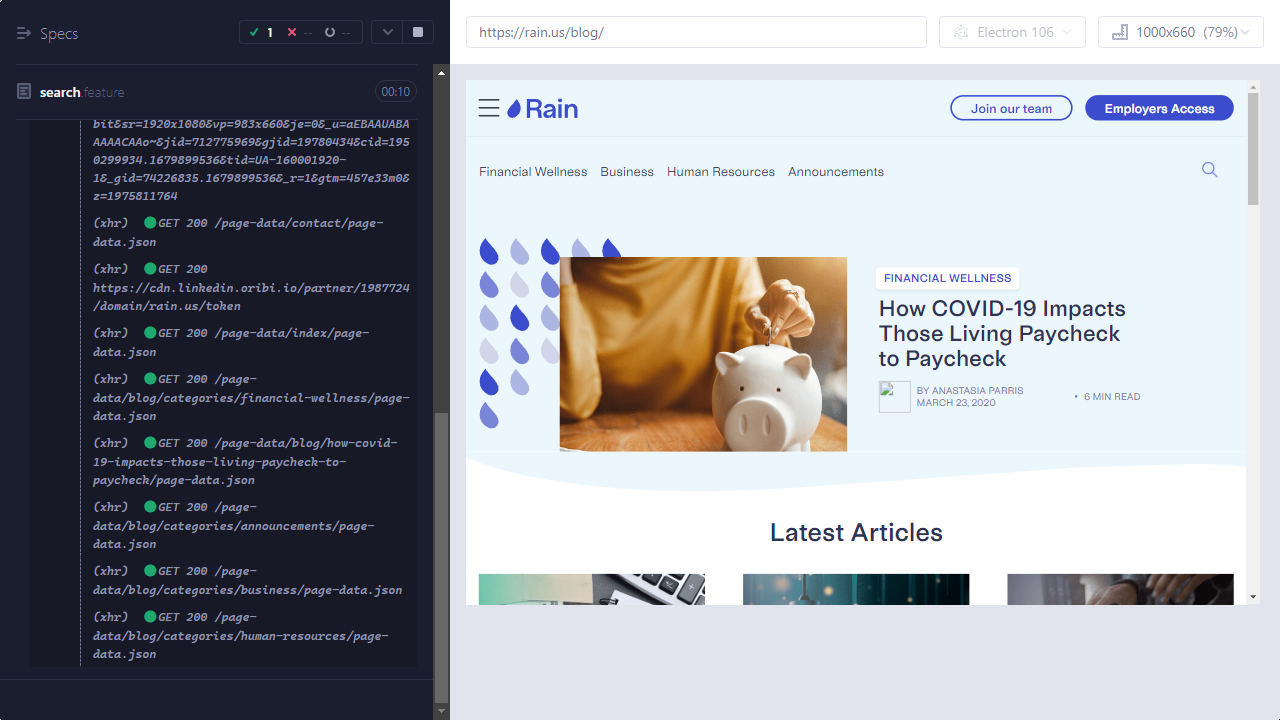 Specs
1
--
--
https://rain.us/blog/
Electron 106
1000x660 (79%)
search.feature
00:10
bit&sr=1920x1080&vp=983x660&je=0&_u=aEBAAUABA
AAAACAAo~&jid=712775969&gjid=19780434&cid=195
0299934.1679899536&tid=UA-160001920-
1&_gid=74226835.1679899536&_r=1&gtm=457e33m0&
z=1975811764
(xhr) GET 200 /page-data/contact/page-
data.json
(xhr) GET 200
https://cdn.linkedin.oribi.io/partner/1987724
/domain/rain.us/token
(xhr) GET 200 /page-data/index/page-
data.json
(xhr) GET 200 /page-
data/blog/categories/financial-wellness/page-
data.json
(xhr) GET 200 /page-data/blog/how-covid-
19-impacts-those-living-paycheck-to-
paycheck/page-data.json
(xhr) GET 200 /page-
data/blog/categories/announcements/page-
data.json
(xhr) GET 200 /page-
data/blog/categories/business/page-data.json
(xhr) GET 200 /page-
data/blog/categories/human-resources/page-
data.json
Rain
Join our team
Employers Access
Financial Wellness Business Human Resources Announcements
FINANCIAL WELLNESS
How COVID-19 Impacts
Those Living Paycheck
to Paycheck
BY ANASTASIA PARRIS
MARCH 23, 2020
• 6 MIN READ
Latest Articles